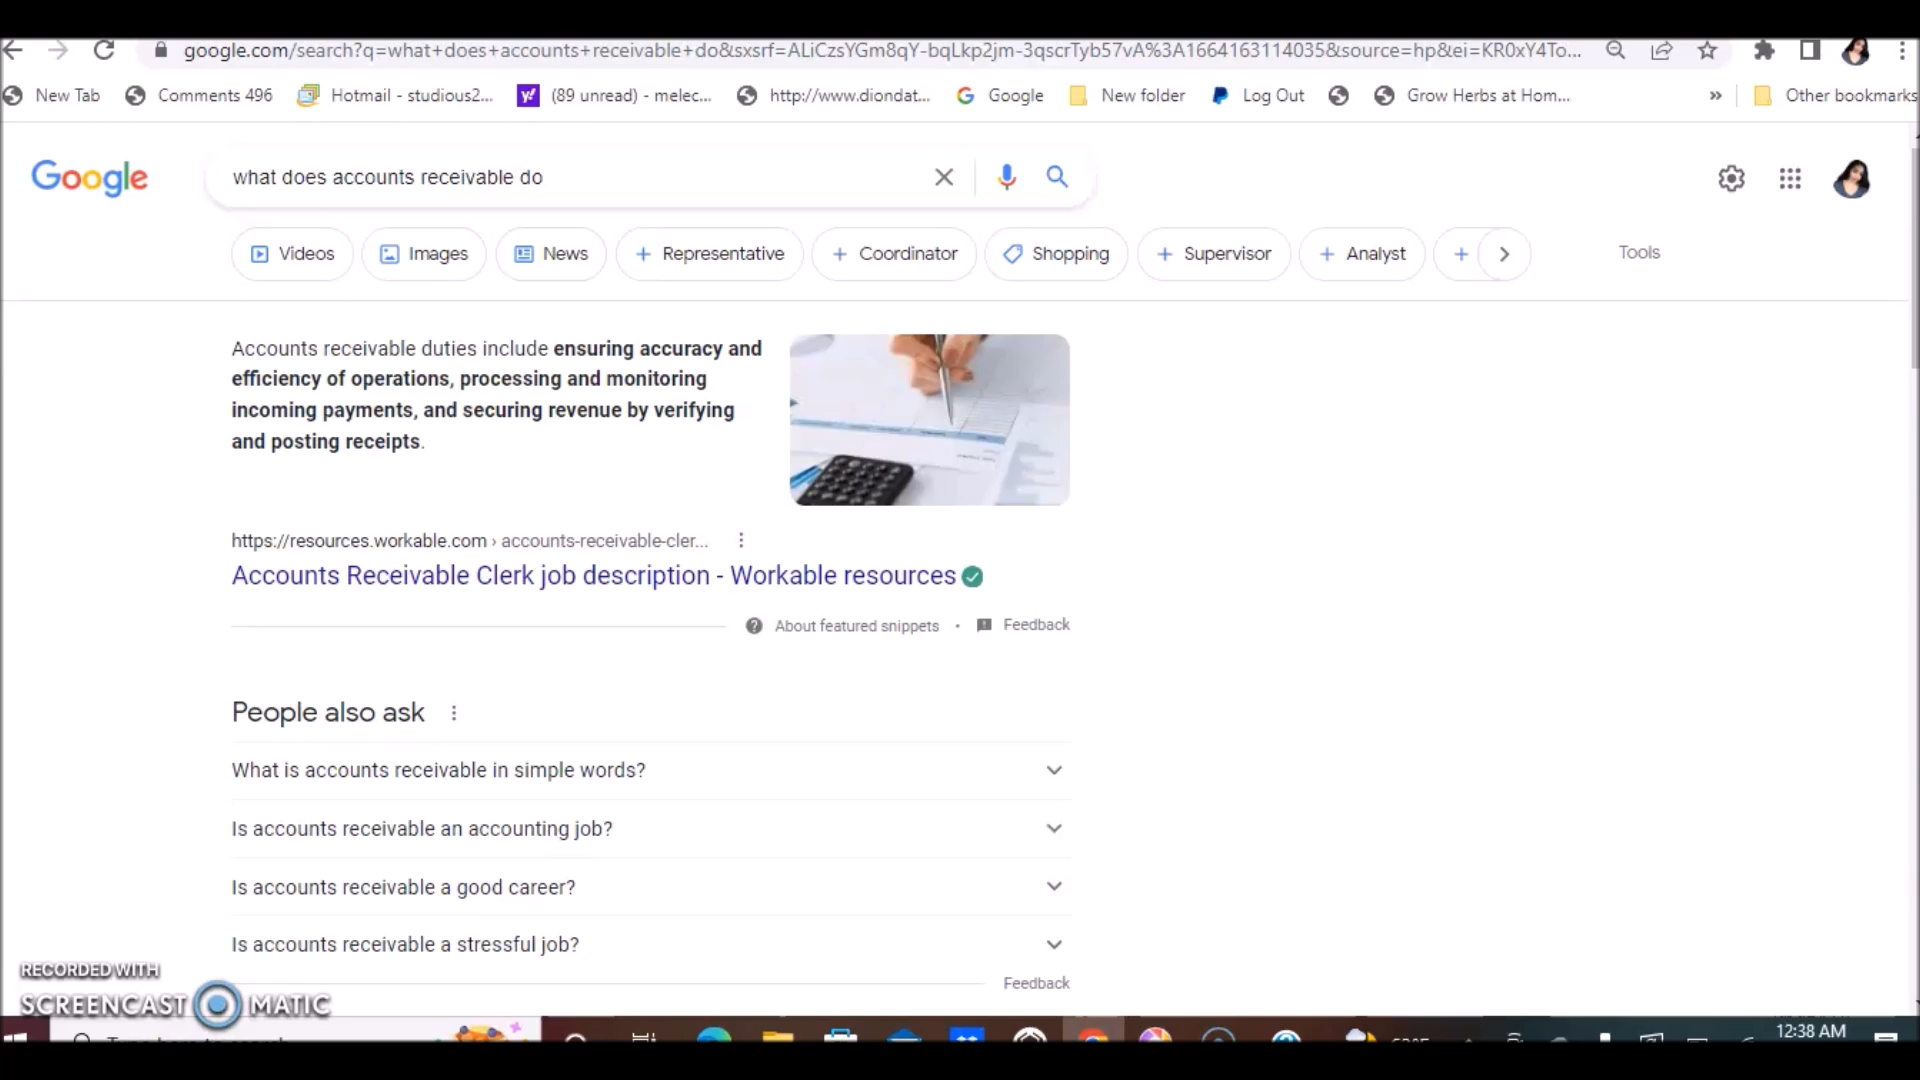 google.com/search?q=what+does+accounts+receivable+do&sxsrf=ALiCzsYGm8qY-bqLkp2jm-3qscrTyb57vA%3A1664163114035&source=hp&ei=KR0xY4To...
New Tab Comments 496 Hotmail - studious2... (89 unread) - melec... http://www.diondat... Google New folder Log Out Grow Herbs at Hom... » Other bookmarks
Google what does accounts receivable do
Videos Images News + Representative + Coordinator Shopping + Supervisor + Analyst + Tools
Accounts receivable duties include ensuring accuracy and
efficiency of operations, processing and monitoring
incoming payments, and securing revenue by verifying
and posting receipts.
https://resources.workable.com › accounts-receivable-cler...
Accounts Receivable Clerk job description - Workable resources
About featured snippets • Feedback
People also ask
What is accounts receivable in simple words?
Is accounts receivable an accounting job?
Is accounts receivable a good career?
Is accounts receivable a stressful job?
Feedback
RECORDED WITH
SCREENCAST MATIC
12:38 AM